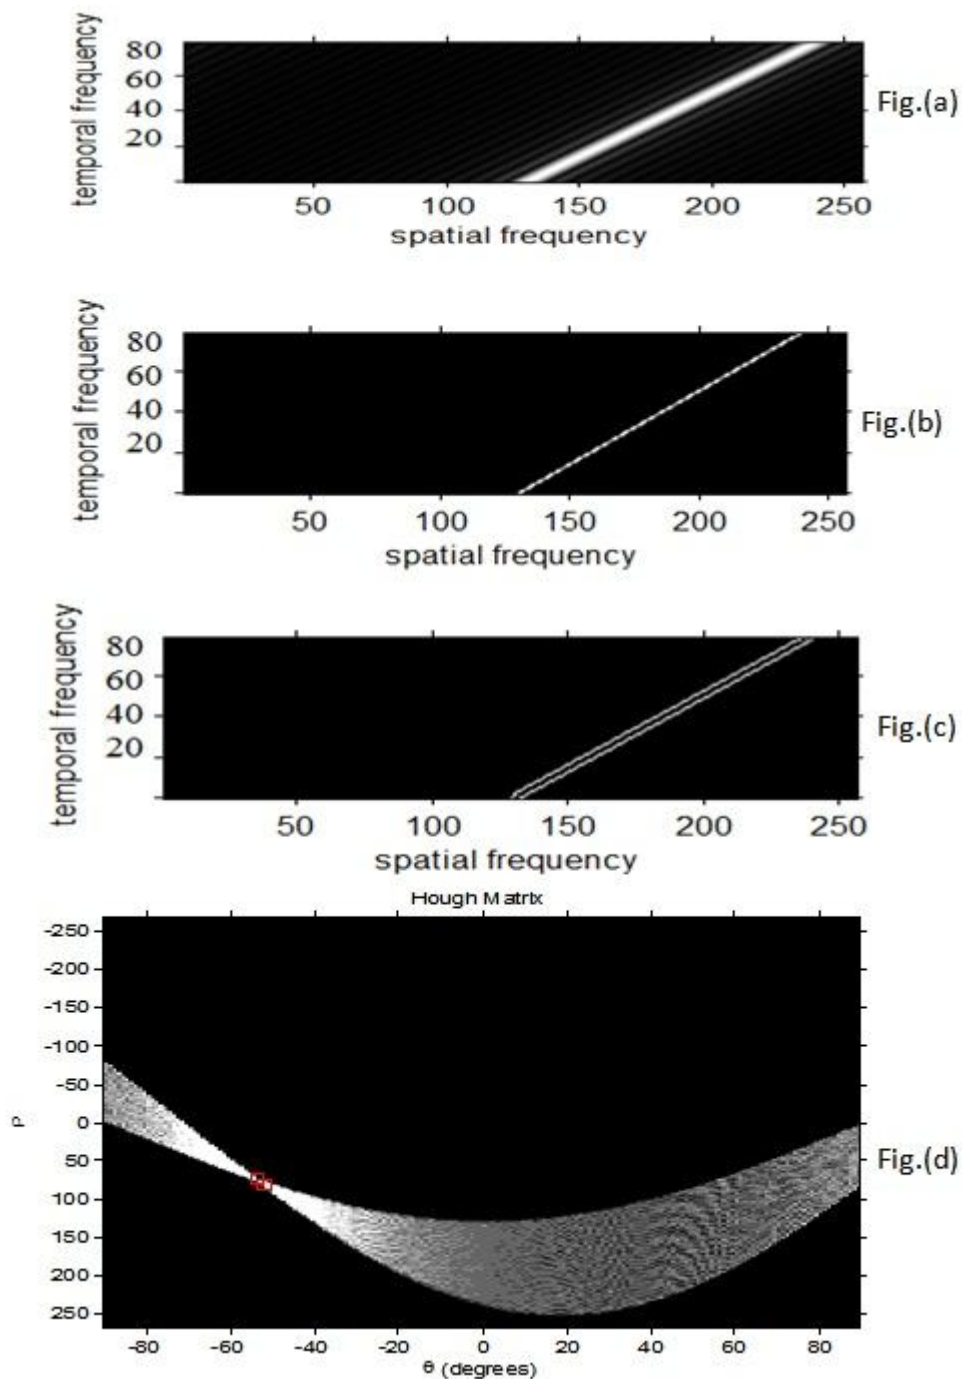 temporal frequency
80
60
40
20
50 100 150 200 250
spatial frequency
Fig.(a)
temporal frequency
80
60
40
20
50 100 150 200 250
spatial frequency
Fig.(b)
temporal frequency
80
60
40
20
50 100 150 200 250
spatial frequency
Fig.(c)
Hough Matrix
ρ
-250
-200
-150
-100
-50
0
50
100
150
200
250
-80 -60 -40 -20 0 20 40 60 80
θ (degrees)
Fig.(d)